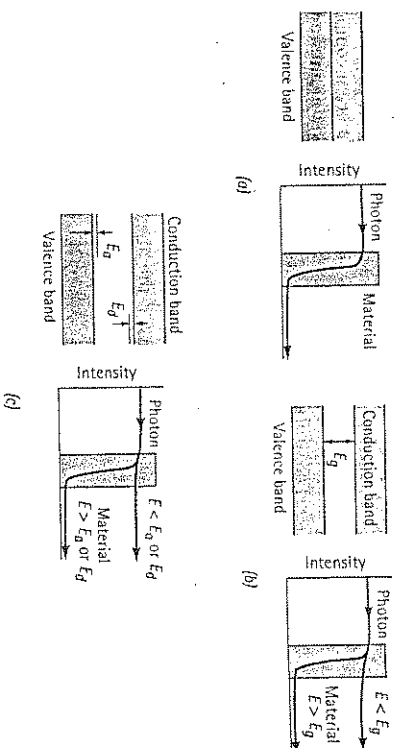 Valence band
Intensity
Photon
Material
(a)
Conduction band
E_g
Valence band
Intensity
Photon
E < E_g
Material
E > E_g
(b)
Conduction band
E_d
E_a
Valence band
Intensity
Photon
E < E_a or E_d
Material
E > E_a or E_d
(c)